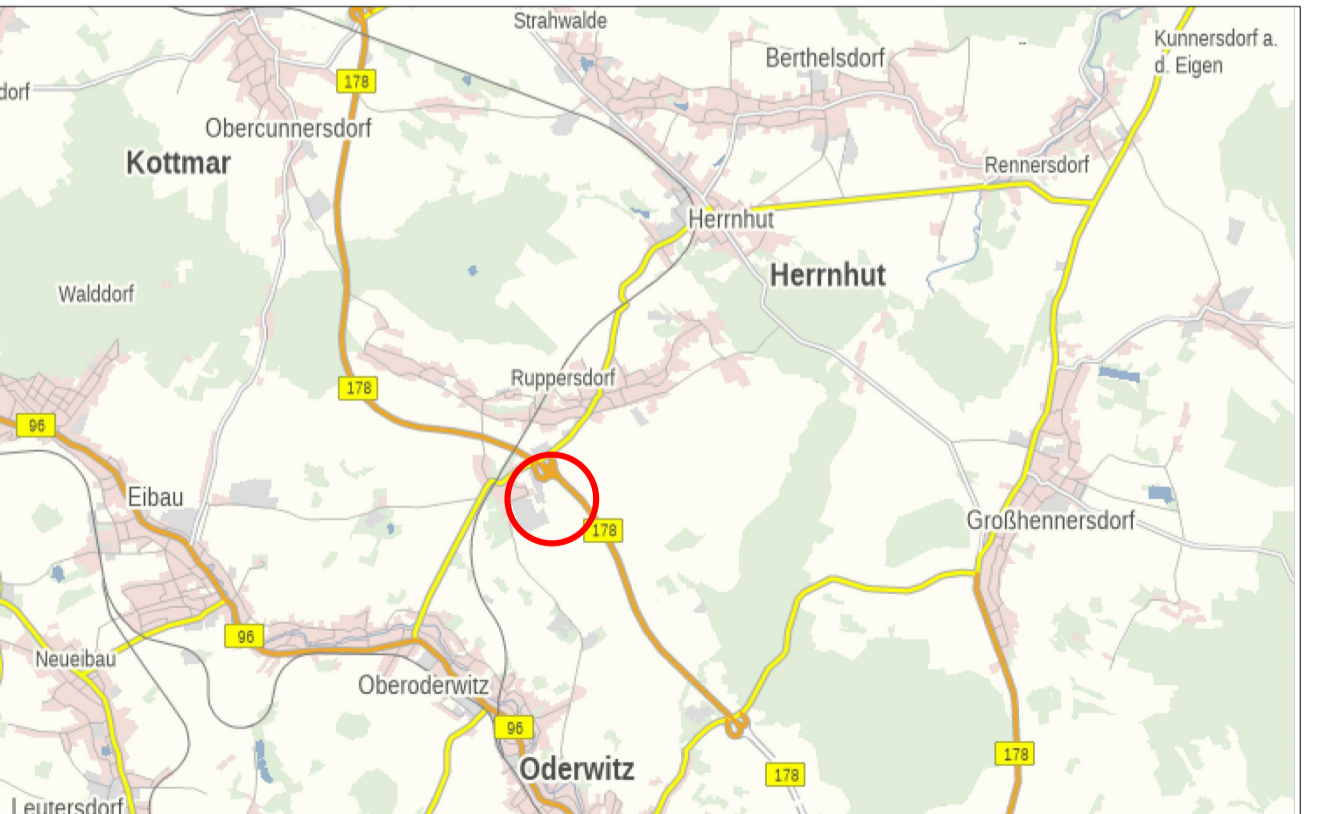 Strahwalde
Kunnersdorf a.
d. Eigen
Berthelsdorf
178
dorf
Obercunnersdorf
Kottmar
Rennersdorf
Herrnhut
Herrnhut
Walddorf
Ruppersdorf
178
96
Eibau
Großhennersdorf
178
96
Neueibau
Oberoderwitz
96
178
Oderwitz
178
Leutersdorf